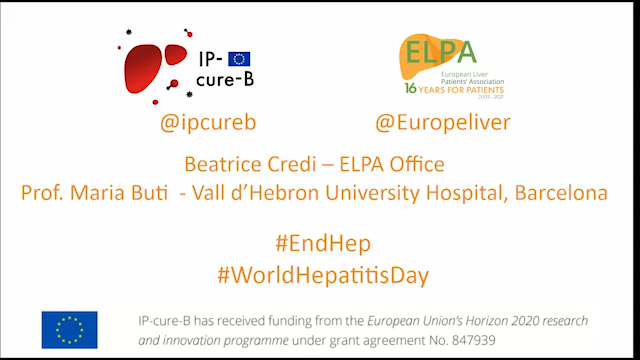 IP-
cure-B
ELPA
European Liver
Patients' Association
16 YEARS FOR PATIENTS
2005 - 2021
@ipcureb
@Europeliver
Beatrice Credi – ELPA Office
Prof. Maria Buti - Vall d'Hebron University Hospital, Barcelona
#EndHep
#WorldHepatitisDay
IP-cure-B has received funding from the European Union's Horizon 2020 research
and innovation programme under grant agreement No. 847939